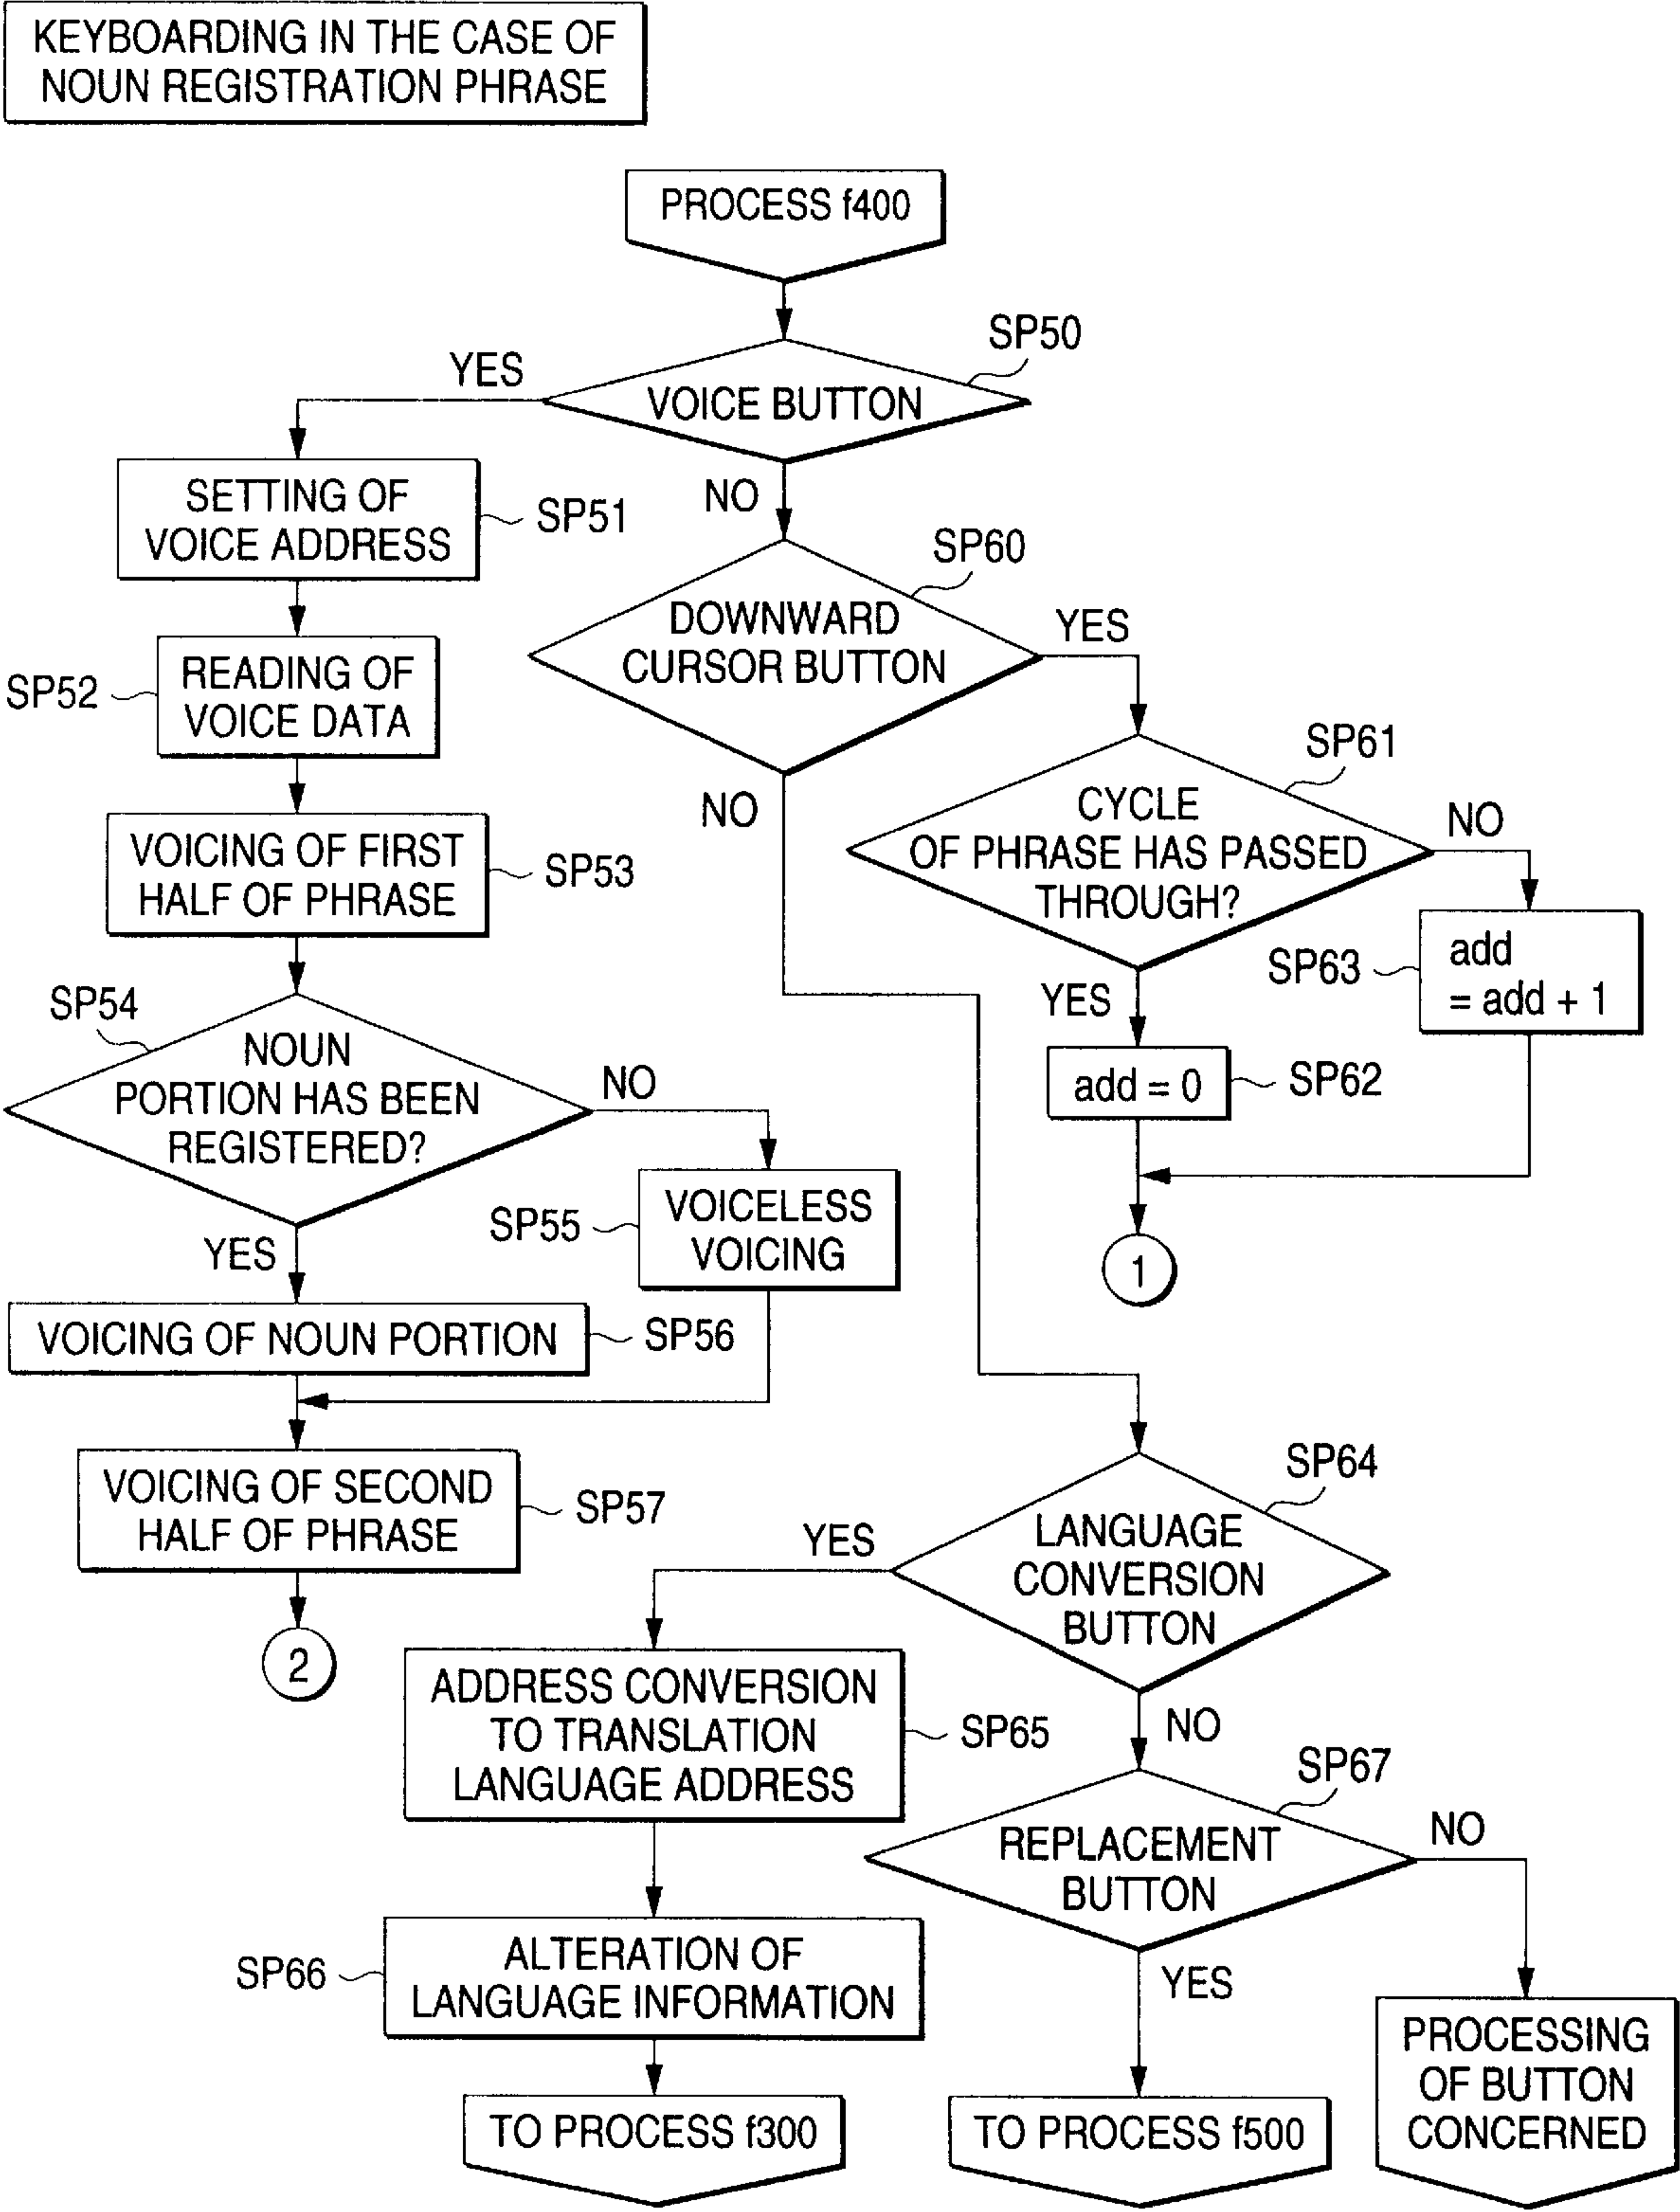 KEYBOARDING IN THE CASE OF
NOUN REGISTRATION PHRASE
PROCESS f400
SP50
YES
VOICE BUTTON
NO
SETTING OF
VOICE ADDRESS
SP51
SP60
DOWNWARD
CURSOR BUTTON
YES
NO
SP52
READING OF
VOICE DATA
SP61
CYCLE
OF PHRASE HAS PASSED
THROUGH?
NO
YES
VOICING OF FIRST
HALF OF PHRASE
SP53
SP63
add
= add + 1
add = 0
SP62
1
SP54
NOUN
PORTION HAS BEEN
REGISTERED?
NO
YES
SP55
VOICELESS
VOICING
VOICING OF NOUN PORTION
SP56
VOICING OF SECOND
HALF OF PHRASE
SP57
2
SP64
YES
LANGUAGE
CONVERSION
BUTTON
NO
ADDRESS CONVERSION
TO TRANSLATION
LANGUAGE ADDRESS
SP65
SP67
REPLACEMENT
BUTTON
NO
YES
SP66
ALTERATION OF
LANGUAGE INFORMATION
TO PROCESS f300
TO PROCESS f500
PROCESSING
OF BUTTON
CONCERNED